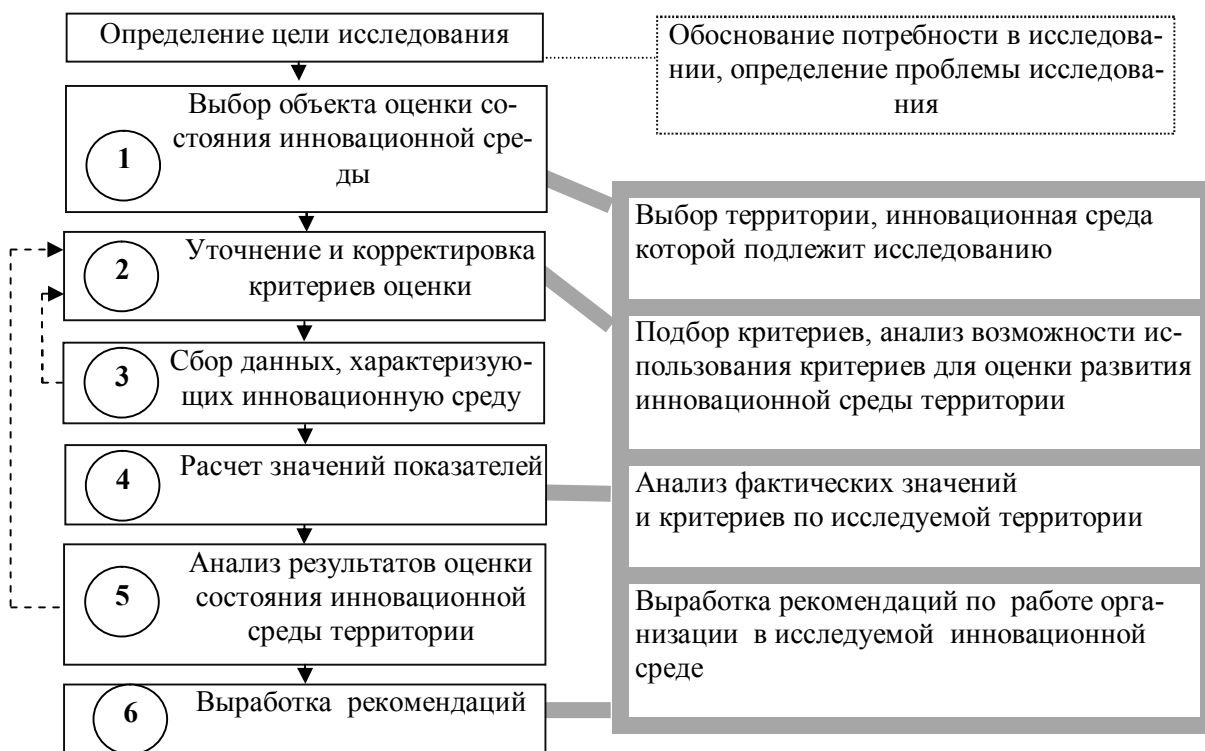 Определение цели исследования
Обоснование потребности в исследова-
нии, определение проблемы исследова-
ния
Выбор объекта оценки со-
стояния инновационной сре-
ды
1
Выбор территории, инновационная среда
которой подлежит исследованию
Уточнение и корректировка
критериев оценки
2
Подбор критериев, анализ возможности ис-
пользования критериев для оценки развития
инновационной среды территории
Сбор данных, характеризую-
щих инновационную среду
3
Расчет значений показателей
4
Анализ фактических значений
и критериев по исследуемой территории
Анализ результатов оценки
состояния инновационной
среды территории
5
Выработка рекомендаций по работе орга-
низации в исследуемой инновационной
среде
Выработка рекомендаций
6